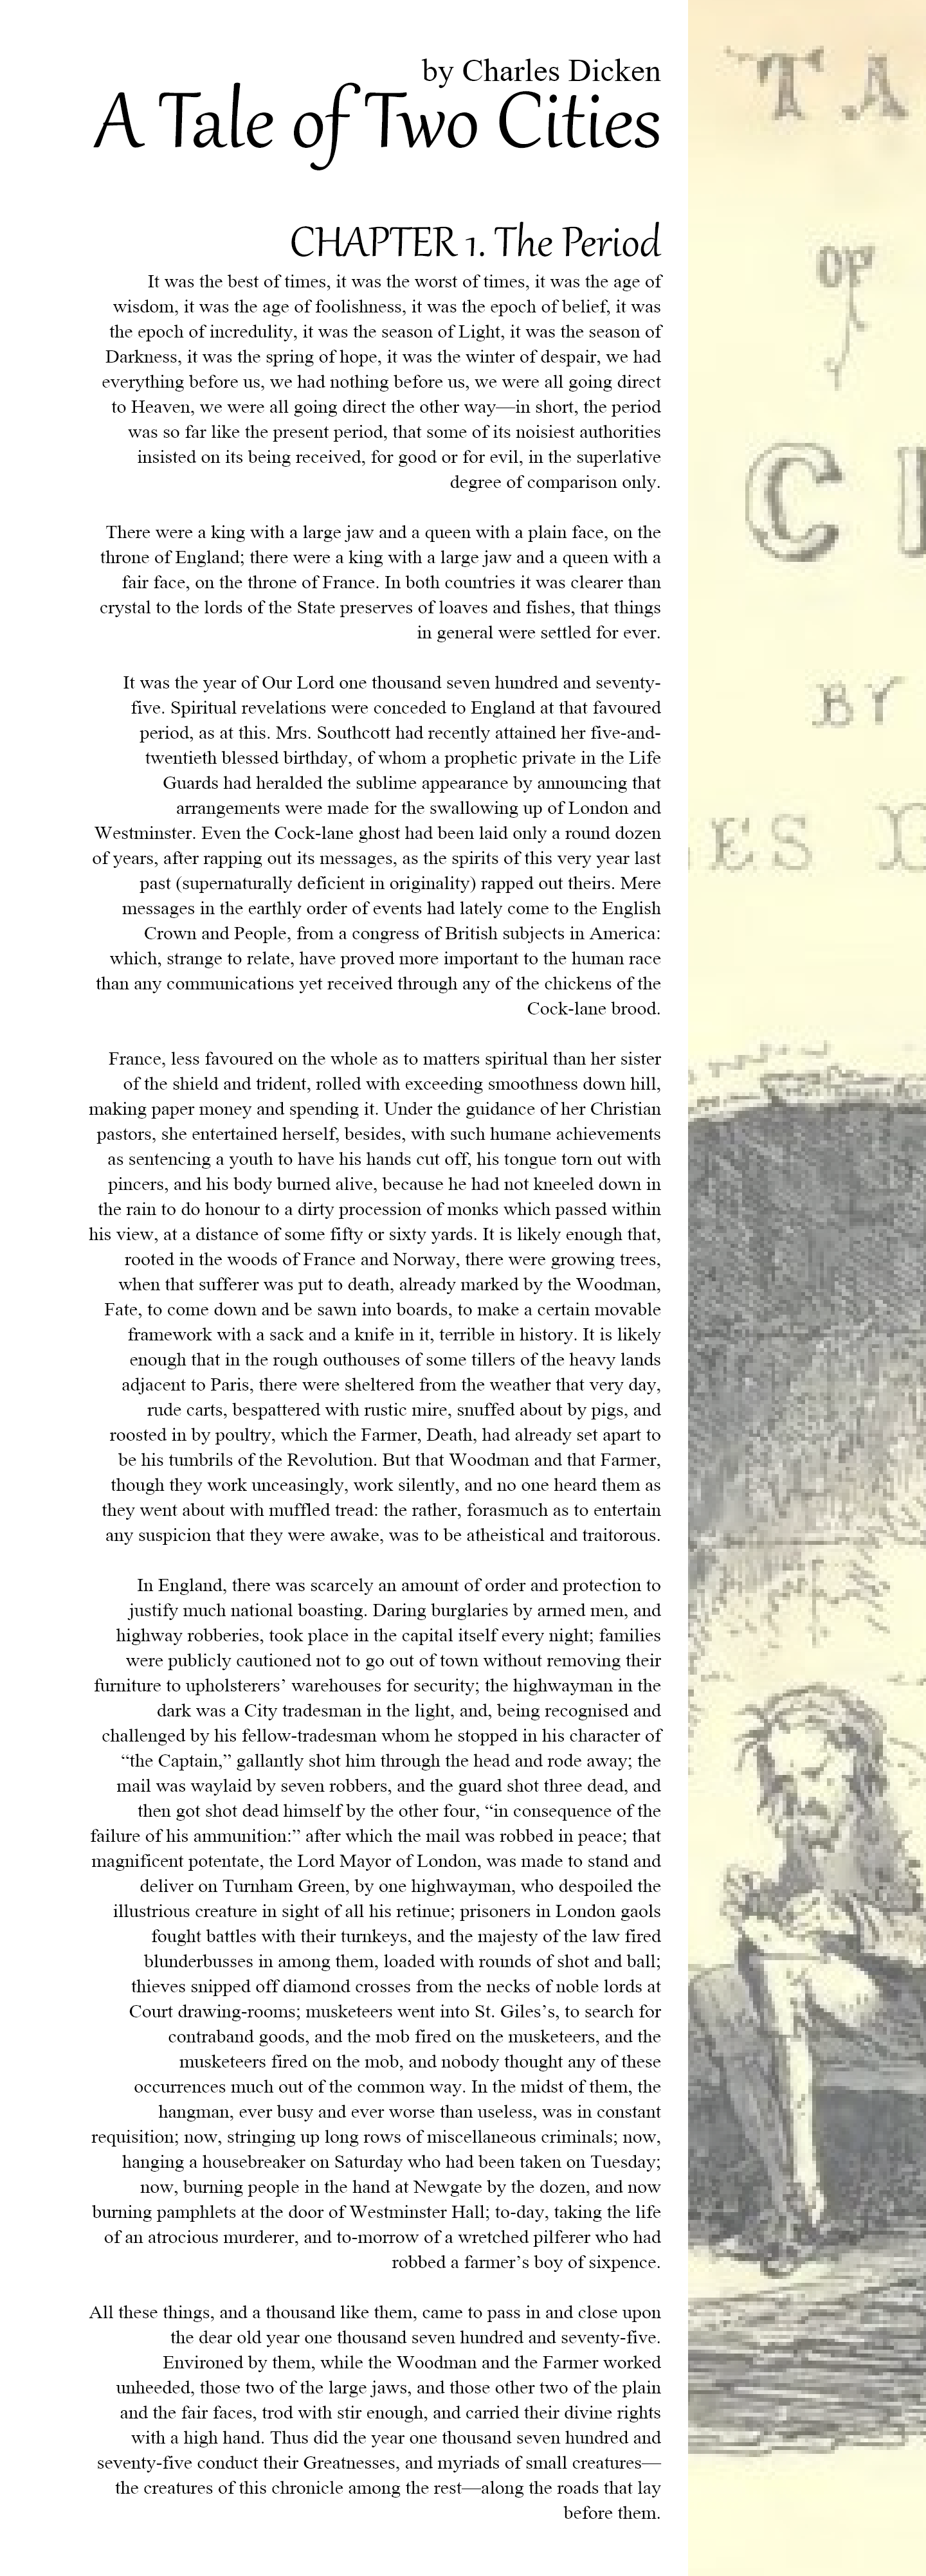 by Charles Dicken
A Tale of Two Cities
CHAPTER 1. The Period
It was the best of times, it was the worst of times, it was the age of
wisdom, it was the age of foolishness, it was the epoch of belief, it was
the epoch of incredulity, it was the season of Light, it was the season of
Darkness, it was the spring of hope, it was the winter of despair, we had
everything before us, we had nothing before us, we were all going direct
to Heaven, we were all going direct the other way—in short, the period
was so far like the present period, that some of its noisiest authorities
insisted on its being received, for good or for evil, in the superlative
degree of comparison only.
There were a king with a large jaw and a queen with a plain face, on the
throne of England; there were a king with a large jaw and a queen with a
fair face, on the throne of France. In both countries it was clearer than
crystal to the lords of the State preserves of loaves and fishes, that things
in general were settled for ever.
It was the year of Our Lord one thousand seven hundred and seventy-
five. Spiritual revelations were conceded to England at that favoured
period, as at this. Mrs. Southcott had recently attained her five-and-
twentieth blessed birthday, of whom a prophetic private in the Life
Guards had heralded the sublime appearance by announcing that
arrangements were made for the swallowing up of London and
Westminster. Even the Cock-lane ghost had been laid only a round dozen
of years, after rapping out its messages, as the spirits of this very year last
past (supernaturally deficient in originality) rapped out theirs. Mere
messages in the earthly order of events had lately come to the English
Crown and People, from a congress of British subjects in America:
which, strange to relate, have proved more important to the human race
than any communications yet received through any of the chickens of the
Cock-lane brood.
France, less favoured on the whole as to matters spiritual than her sister
of the shield and trident, rolled with exceeding smoothness down hill,
making paper money and spending it. Under the guidance of her Christian
pastors, she entertained herself, besides, with such humane achievements
as sentencing a youth to have his hands cut off, his tongue torn out with
pincers, and his body burned alive, because he had not kneeled down in
the rain to do honour to a dirty procession of monks which passed within
his view, at a distance of some fifty or sixty yards. It is likely enough that,
rooted in the woods of France and Norway, there were growing trees,
when that sufferer was put to death, already marked by the Woodman,
Fate, to come down and be sawn into boards, to make a certain movable
framework with a sack and a knife in it, terrible in history. It is likely
enough that in the rough outhouses of some tillers of the heavy lands
adjacent to Paris, there were sheltered from the weather that very day,
rude carts, bespattered with rustic mire, snuffed about by pigs, and
roosted in by poultry, which the Farmer, Death, had already set apart to
be his tumbrils of the Revolution. But that Woodman and that Farmer,
though they work unceasingly, work silently, and no one heard them as
they went about with muffled tread: the rather, forasmuch as to entertain
any suspicion that they were awake, was to be atheistical and traitorous.
In England, there was scarcely an amount of order and protection to
justify much national boasting. Daring burglaries by armed men, and
highway robberies, took place in the capital itself every night; families
were publicly cautioned not to go out of town without removing their
furniture to upholsterers’ warehouses for security; the highwayman in the
dark was a City tradesman in the light, and, being recognised and
challenged by his fellow-tradesman whom he stopped in his character of
“the Captain,” gallantly shot him through the head and rode away; the
mail was waylaid by seven robbers, and the guard shot three dead, and
then got shot dead himself by the other four, “in consequence of the
failure of his ammunition:” after which the mail was robbed in peace; that
magnificent potentate, the Lord Mayor of London, was made to stand and
deliver on Turnham Green, by one highwayman, who despoiled the
illustrious creature in sight of all his retinue; prisoners in London gaols
fought battles with their turnkeys, and the majesty of the law fired
blunderbusses in among them, loaded with rounds of shot and ball;
thieves snipped off diamond crosses from the necks of noble lords at
Court drawing-rooms; musketeers went into St. Giles’s, to search for
contraband goods, and the mob fired on the musketeers, and the
musketeers fired on the mob, and nobody thought any of these
occurrences much out of the common way. In the midst of them, the
hangman, ever busy and ever worse than useless, was in constant
requisition; now, stringing up long rows of miscellaneous criminals; now,
hanging a housebreaker on Saturday who had been taken on Tuesday;
now, burning people in the hand at Newgate by the dozen, and now
burning pamphlets at the door of Westminster Hall; to-day, taking the life
of an atrocious murderer, and to-morrow of a wretched pilferer who had
robbed a farmer’s boy of sixpence.
All these things, and a thousand like them, came to pass in and close upon
the dear old year one thousand seven hundred and seventy-five.
Environed by them, while the Woodman and the Farmer worked
unheeded, those two of the large jaws, and those other two of the plain
and the fair faces, trod with stir enough, and carried their divine rights
with a high hand. Thus did the year one thousand seven hundred and
seventy-five conduct their Greatnesses, and myriads of small creatures—
the creatures of this chronicle among the rest—along the roads that lay
before them.
TA
OF
C
BY
ES